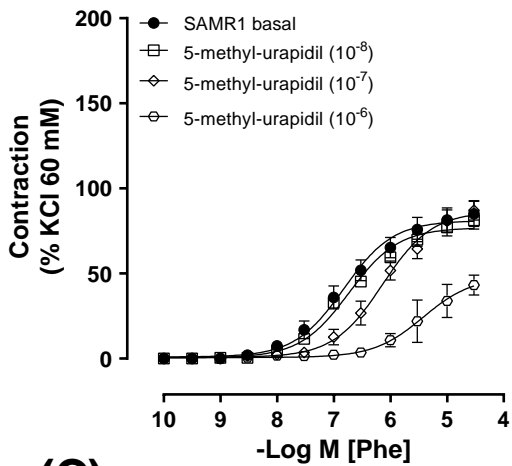 200
150
100
50
0
Contraction
(% KCl 60 mM)
SAMR1 basal
5-methyl-urapidil (10⁻⁸)
5-methyl-urapidil (10⁻⁷)
5-methyl-urapidil (10⁻⁶)
10 9 8 7 6 5 4
-Log M [Phe]